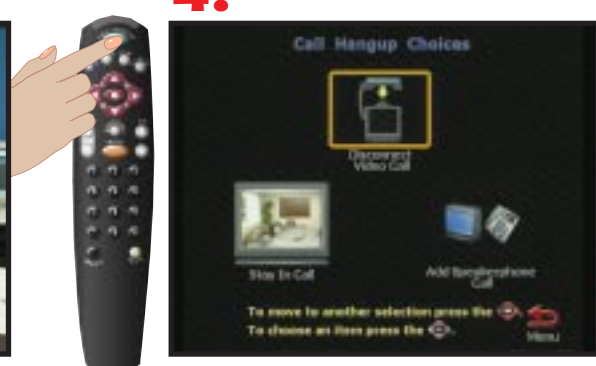 4.
Call Hangup Choices
Disconnect
Video Call
Stay In Call
Add Speakerphone
Call
To move to another selection press the
To choose an item press the .
Menu